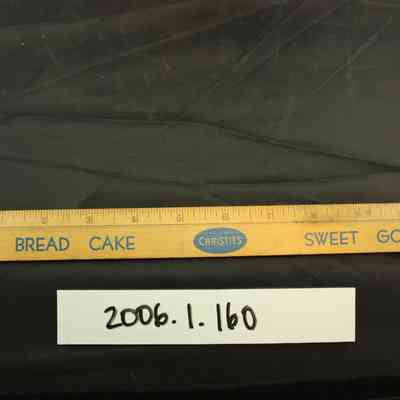 BREAD CAKE CHRISTIES SWEET GO
2006.1.160